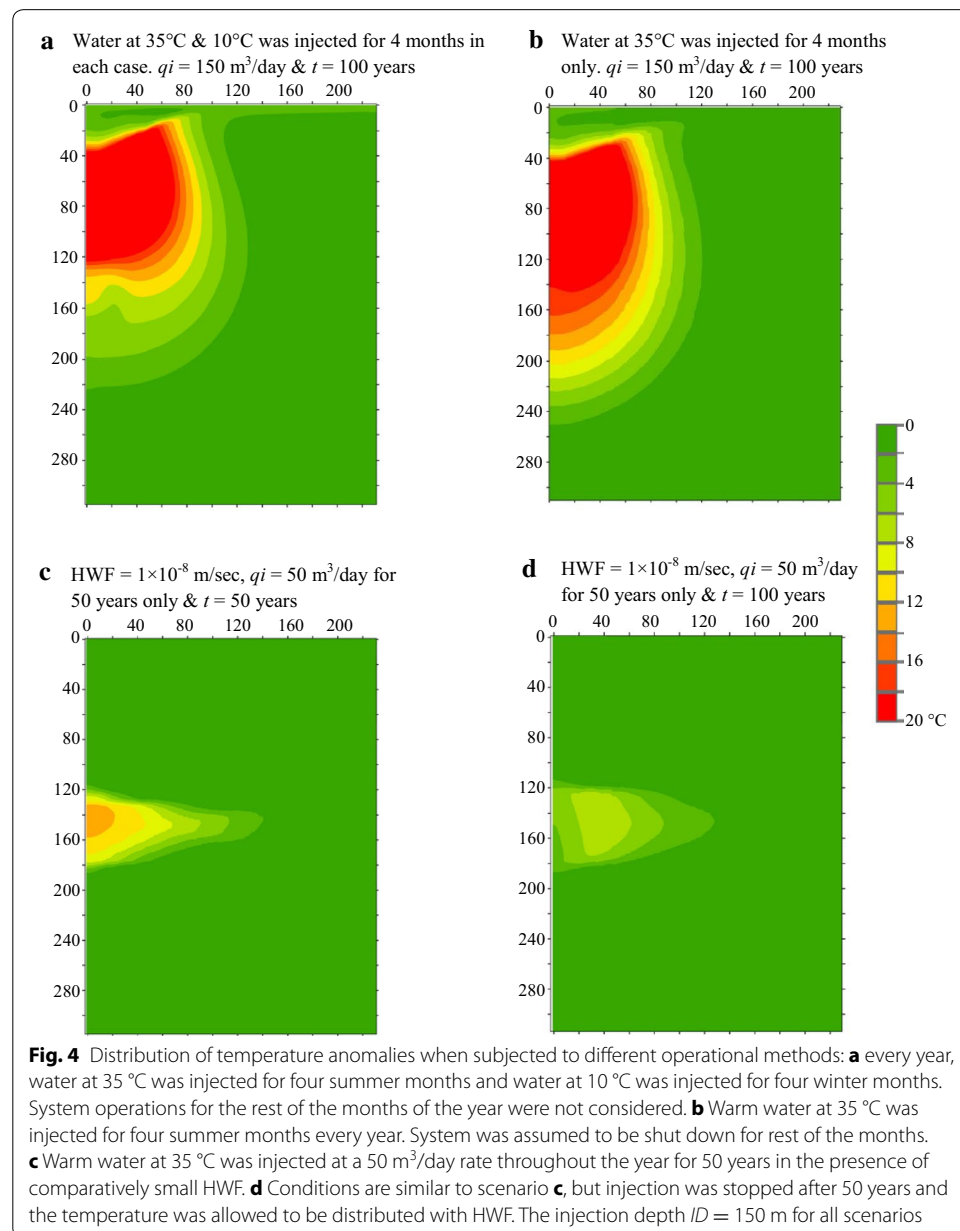 a Water at 35°C & 10°C was injected for 4 months in
each case. qi = 150 m³/day & t = 100 years
0 40 80 120 160 200
0
40
80
120
160
200
240
280
b Water at 35°C was injected for 4 months
only. qi = 150 m³/day & t = 100 years
0 40 80 120 160 200
0
40
80
120
160
200
240
280
0
4
8
12
16
20 °C
c HWF = 1×10⁻⁸ m/sec, qi = 50 m³/day for
50 years only & t = 50 years
0 40 80 120 160 200
0
40
80
120
160
200
240
280
d HWF = 1×10⁻⁸ m/sec, qi = 50 m³/day
for 50 years only & t = 100 years
0 40 80 120 160 200
0
40
80
120
160
200
240
280
Fig. 4 Distribution of temperature anomalies when subjected to different operational methods: a every year,
water at 35 °C was injected for four summer months and water at 10 °C was injected for four winter months.
System operations for the rest of the months of the year were not considered. b Warm water at 35 °C was
injected for four summer months every year. System was assumed to be shut down for rest of the months.
c Warm water at 35 °C was injected at a 50 m³/day rate throughout the year for 50 years in the presence of
comparatively small HWF. d Conditions are similar to scenario c, but injection was stopped after 50 years and
the temperature was allowed to be distributed with HWF. The injection depth ID = 150 m for all scenarios